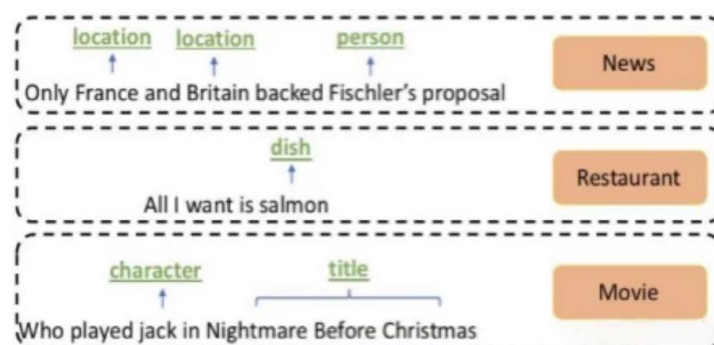 location location person
News
Only France and Britain backed Fischler's proposal
dish
Restaurant
All I want is salmon
character title
Movie
Who played jack in Nightmare Before Christmas